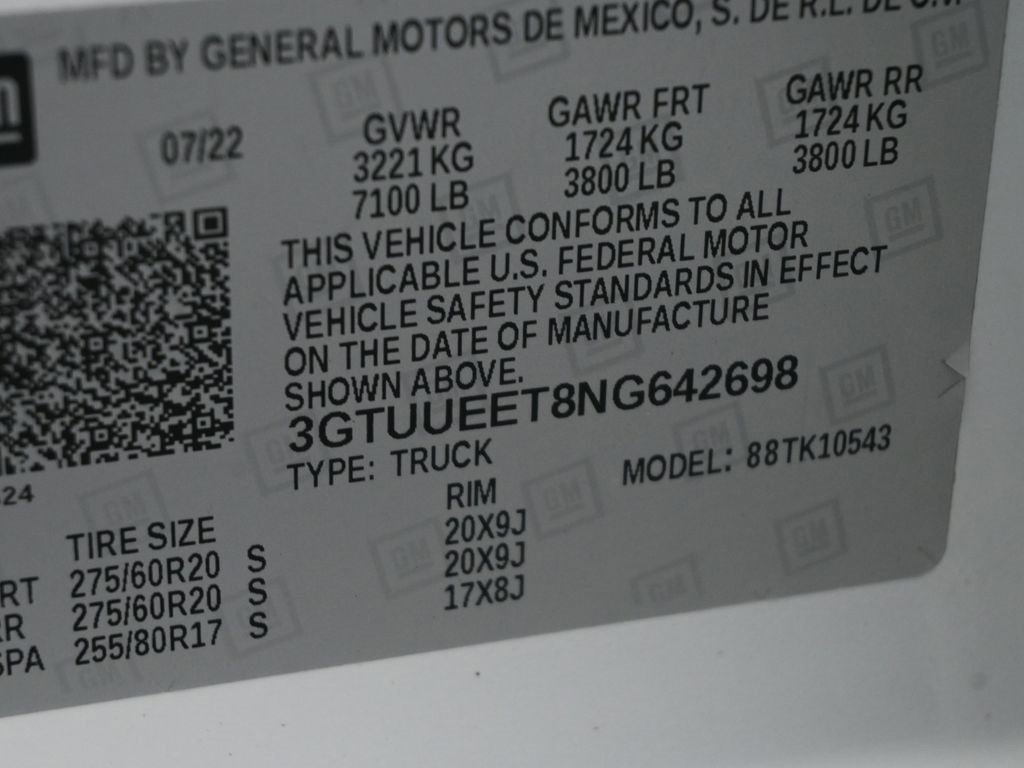 MFD BY GENERAL MOTORS DE MEXICO, S. DE R.L. DE
07/22
GVWR
3221 KG
7100 LB
GAWR FRT
1724 KG
3800 LB
GAWR RR
1724 KG
3800 LB
THIS VEHICLE CONFORMS TO ALL
APPLICABLE U.S. FEDERAL MOTOR
VEHICLE SAFETY STANDARDS IN EFFECT
ON THE DATE OF MANUFACTURE
SHOWN ABOVE.
3GTUUEET8NG642698
TYPE: TRUCK
MODEL: 88TK10543
24
TIRE SIZE
RIM
RT 275/60R20 S 20X9J
RR 275/60R20 S 20X9J
SPA 255/80R17 S 17X8J
GM